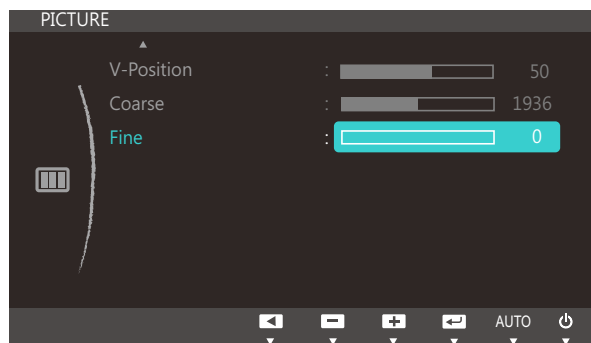 PICTURE
V-Position : 50
Coarse : 1936
Fine : 0
AUTO